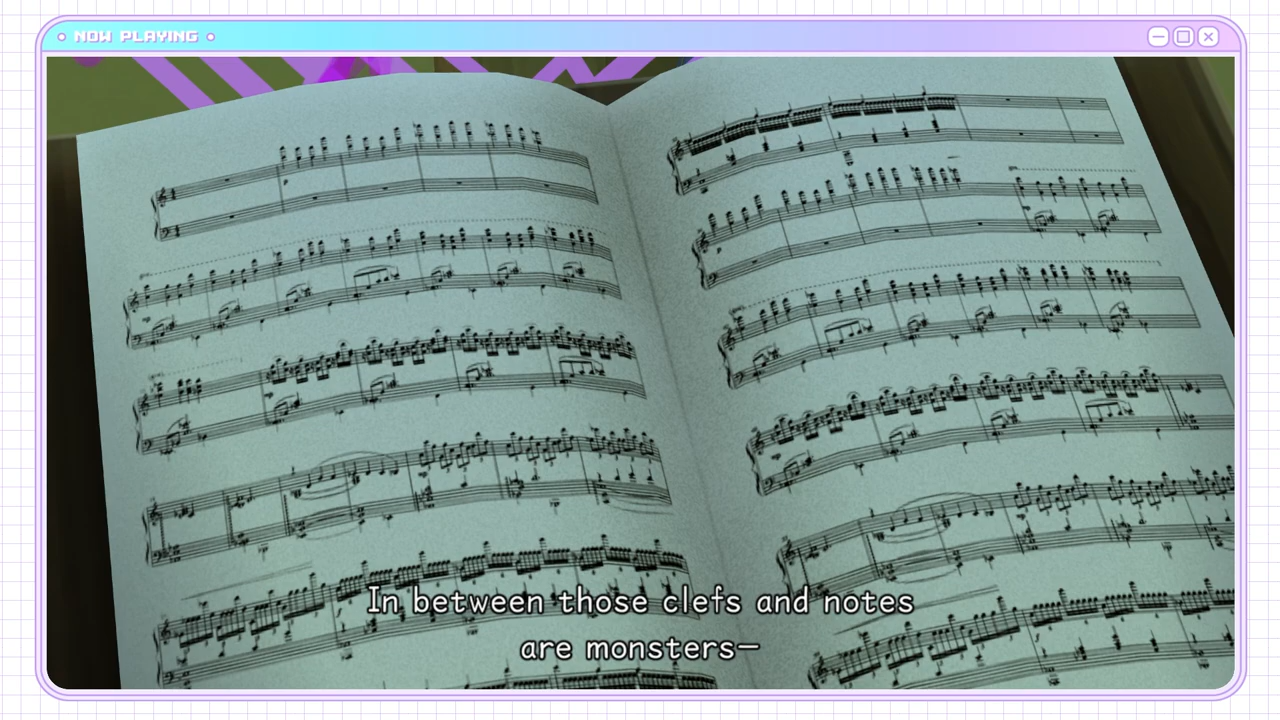 NOW PLAYING
In between those clefs and notes
are monsters—